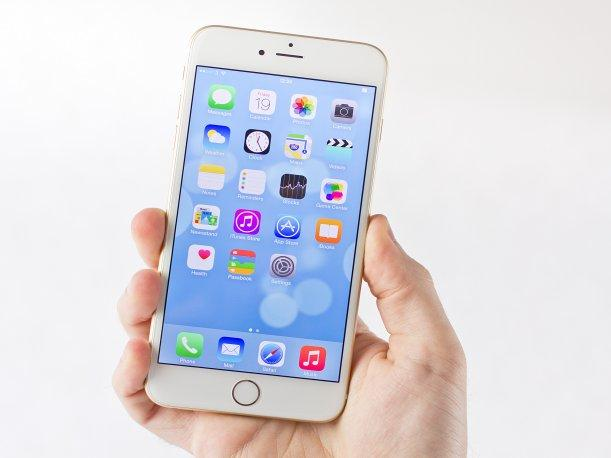 Messages
Friday
19
Calendar
Photos
Camera
Weather
Clock
Maps
Videos
Notes
Reminders
Stocks
Game Center
Newsstand
iTunes Store
App Store
iBooks
Health
Passbook
Settings
Phone
Mail
Safari
Music